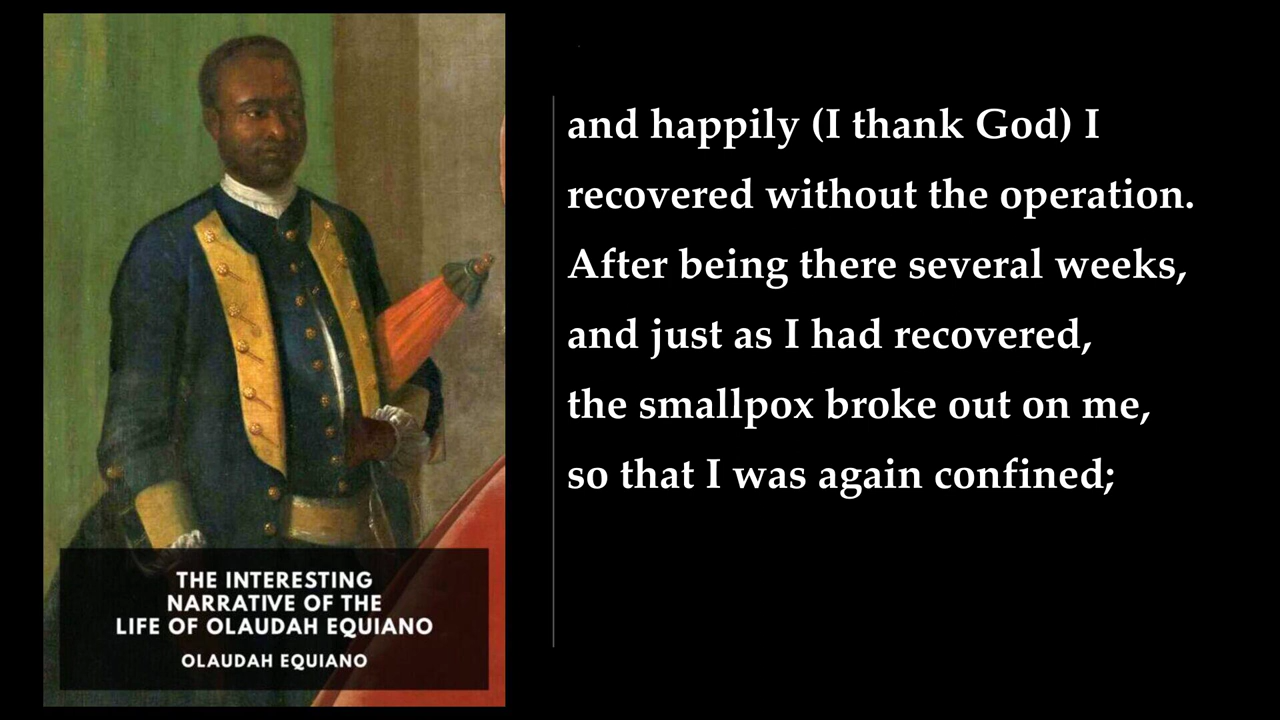 and happily (I thank God) I
recovered without the operation.
After being there several weeks,
and just as I had recovered,
the smallpox broke out on me,
so that I was again confined;
THE INTERESTING
NARRATIVE OF THE
LIFE OF OLAUDAH EQUIANO
OLAUDAH EQUIANO